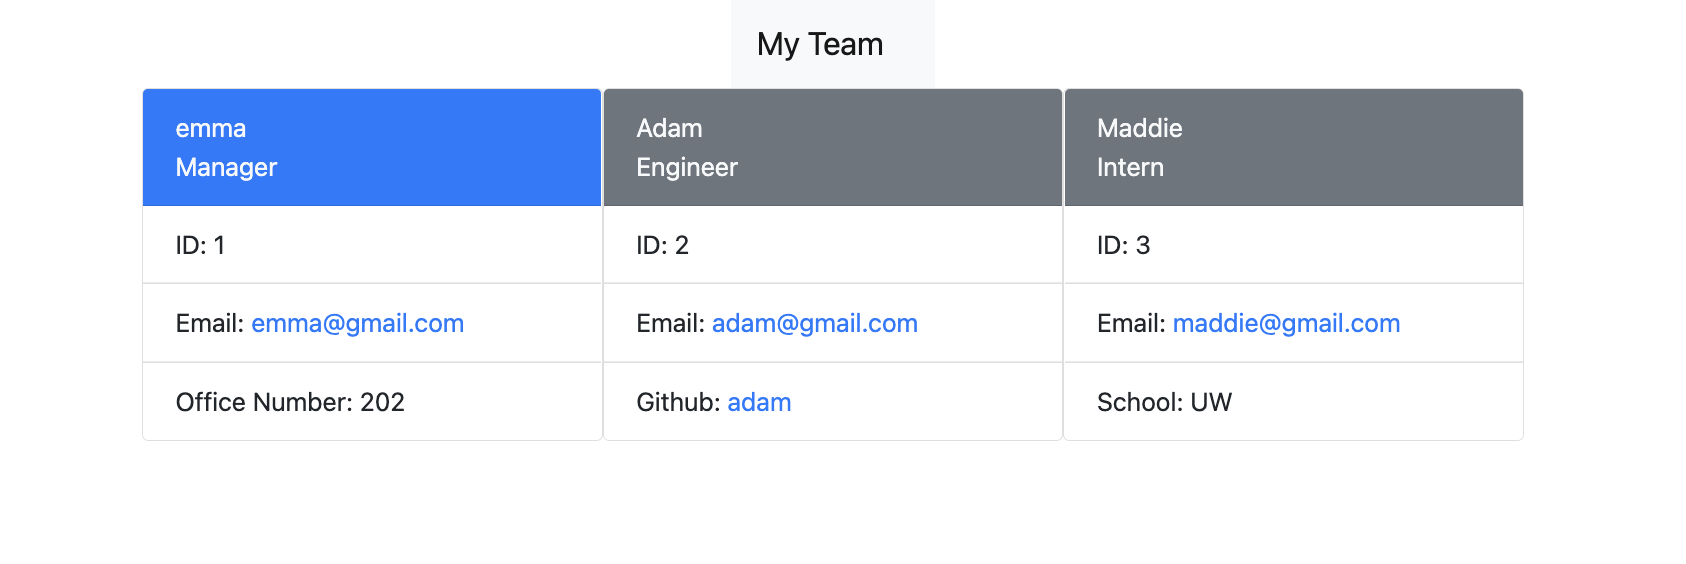 My Team
emma
Manager
ID: 1
Email: emma@gmail.com
Office Number: 202
Adam
Engineer
ID: 2
Email: adam@gmail.com
Github: adam
Maddie
Intern
ID: 3
Email: maddie@gmail.com
School: UW